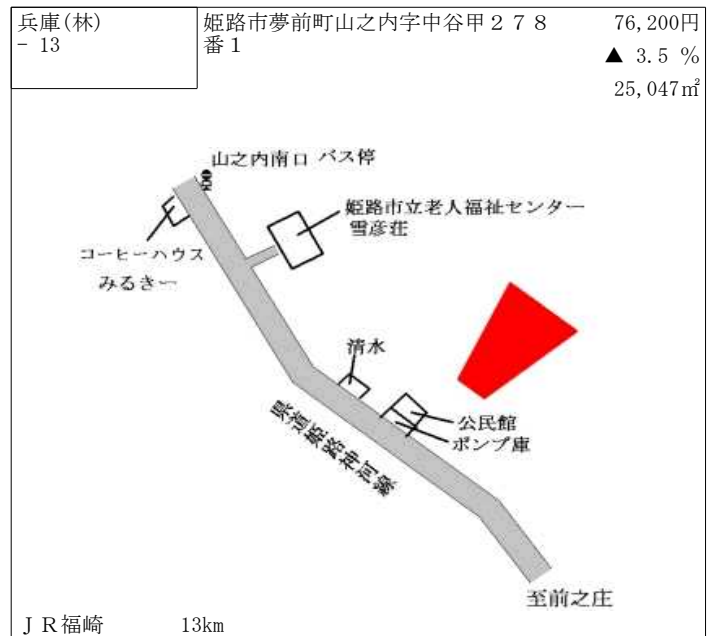 兵庫(林)
- 13
姫路市夢前町山之内字中谷甲２７８
番１
76,200円
▲ 3.5 %
25,047㎡
山之内南口 バス停
姫路市立老人福祉センター
雪彦荘
コーヒーハウス
みるきー
清水
公民館
ポンプ庫
県道姫路神河線
至前之庄
ＪＲ福崎 13km